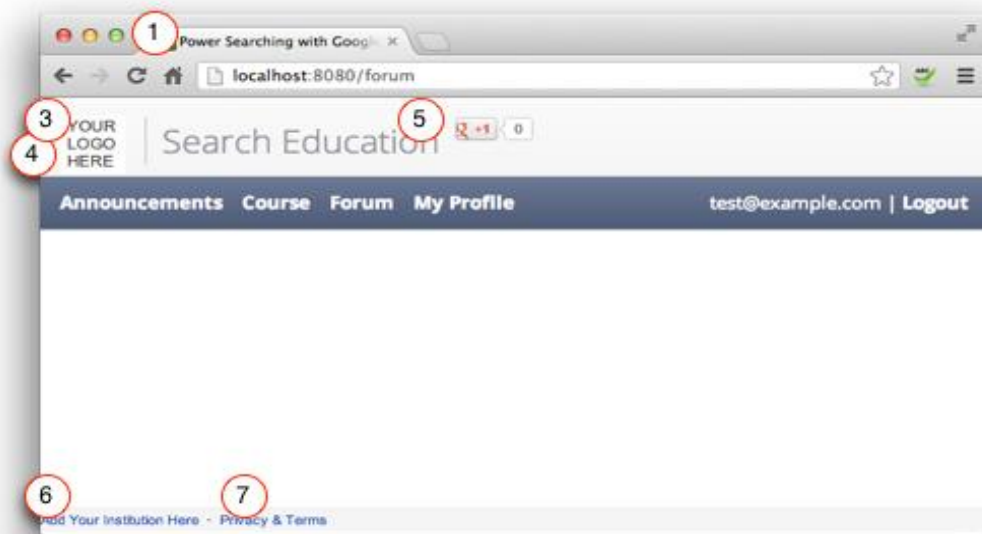 1
Power Searching with Googl
localhost:8080/forum
3
4
YOUR
LOGO
HERE
Search Education
5
g +1
0
Announcements Course Forum My Profile
test@example.com | Logout
6
7
Add Your Institution Here - Privacy & Terms